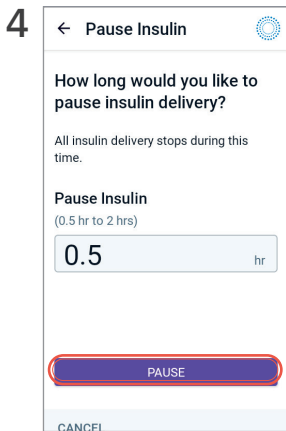 4
← Pause Insulin
How long would you like to
pause insulin delivery?
All insulin delivery stops during this
time.
Pause Insulin
(0.5 hr to 2 hrs)
0.5 hr
PAUSE
CANCEL